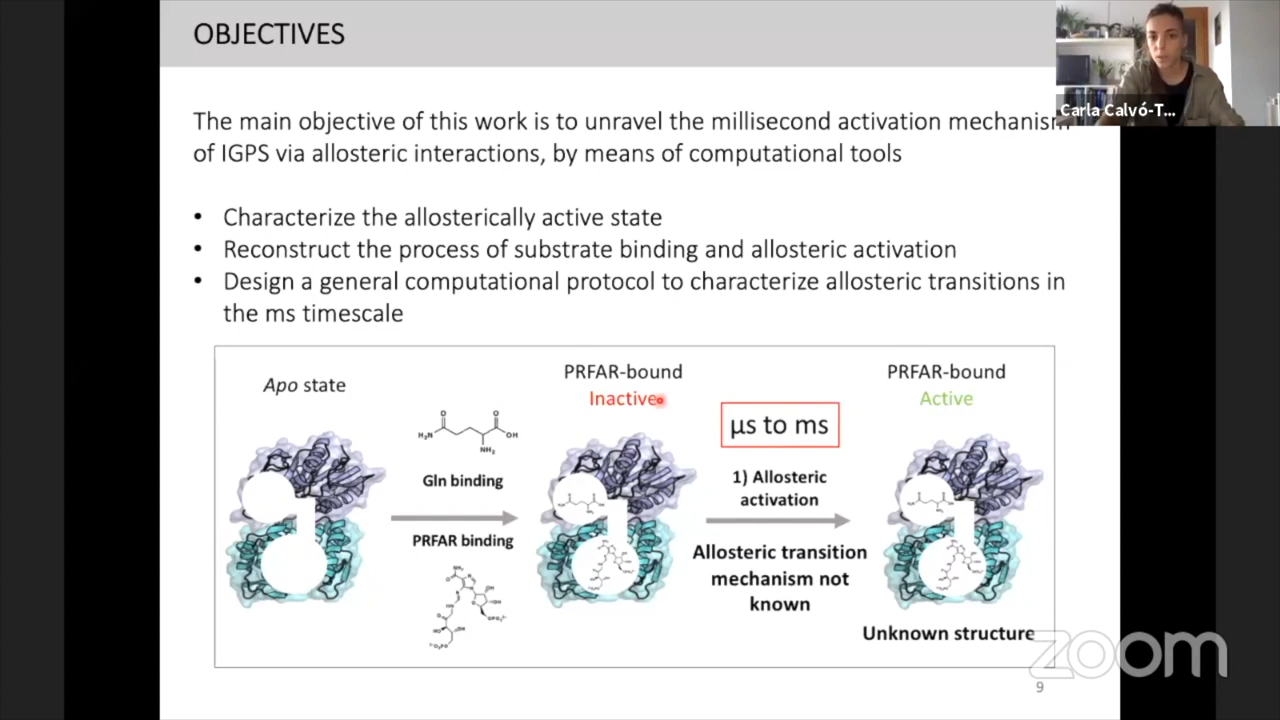 OBJECTIVES
Carla Calvó-T...
The main objective of this work is to unravel the millisecond activation mechanism
of IGPS via allosteric interactions, by means of computational tools
• Characterize the allosterically active state
• Reconstruct the process of substrate binding and allosteric activation
• Design a general computational protocol to characterize allosteric transitions in
the ms timescale
Apo state
PRFAR-bound
Inactive
PRFAR-bound
Active
µs to ms
H₂N
O
O
OH
NH₂
Gln binding
PRFAR binding
1) Allosteric
activation
Allosteric transition
mechanism not
known
Unknown structure
zoom
9